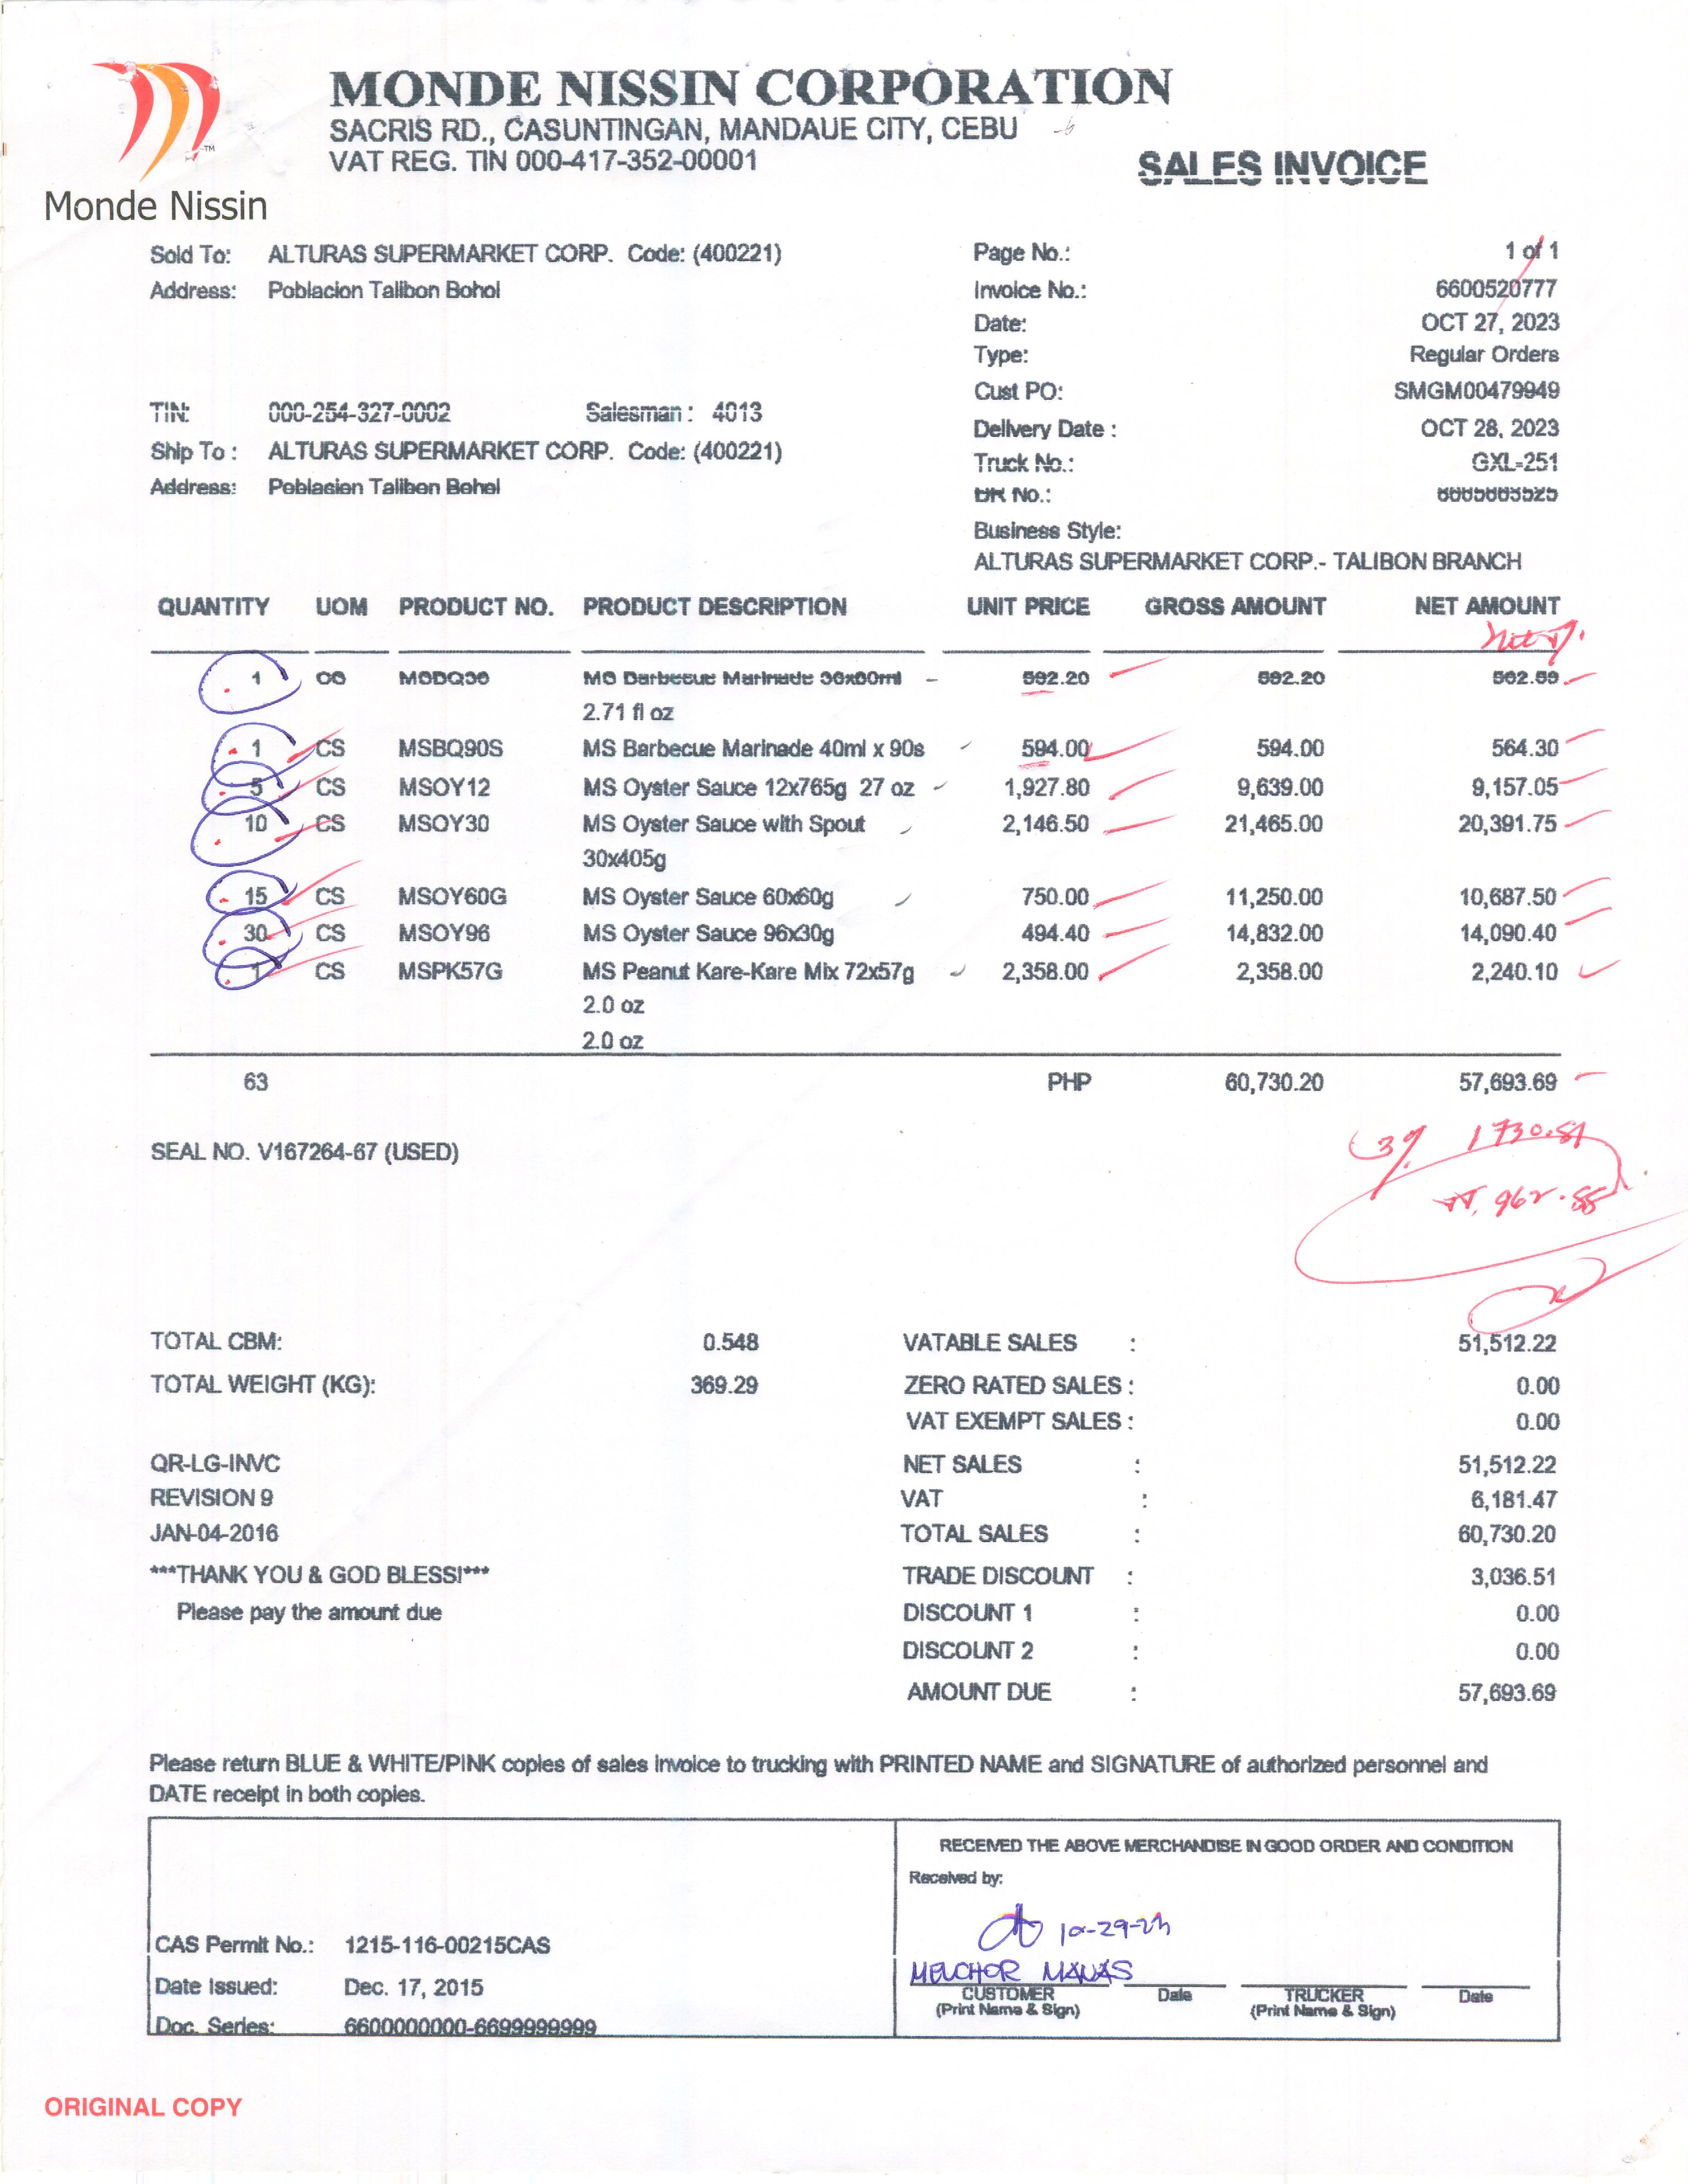 MONDE NISSIN CORPORATION
SACRIS RD., CASUNTINGAN, MANDAUE CITY, CEBU
VAT REG. TIN 000-417-352-00001
SALES INVOICE
TM
Monde Nissin
Sold To: ALTURAS SUPERMARKET CORP. Code: (400221)
Address: Poblacion Talibon Bohol
TIN: 000-254-327-0002 Salesman : 4013
Ship To : ALTURAS SUPERMARKET CORP. Code: (400221)
Address: Poblacion Talibon Bohol
Page No.: 1 of 1
Invoice No.: 6600520777
Date: OCT 27, 2023
Type: Regular Orders
Cust PO: SMGM00479949
Delivery Date : OCT 28, 2023
Truck No.: GXL-251
DR No.:
Business Style:
ALTURAS SUPERMARKET CORP.- TALIBON BRANCH
QUANTITY UOM PRODUCT NO. PRODUCT DESCRIPTION UNIT PRICE GROSS AMOUNT NET AMOUNT
1 CS MS Barbecue Marinade 592.20 592.20 562.59
2.71 fl oz
1 CS MSBQ90S MS Barbecue Marinade 40ml x 90s 594.00 594.00 564.30
5 CS MSOY12 MS Oyster Sauce 12x765g 27 oz 1,927.80 9,639.00 9,157.05
10 CS MSOY30 MS Oyster Sauce with Spout 2,146.50 21,465.00 20,391.75
30x405g
15 CS MSOY60G MS Oyster Sauce 60x60g 750.00 11,250.00 10,687.50
30 CS MSOY96 MS Oyster Sauce 96x30g 494.40 14,832.00 14,090.40
1 CS MSPK57G MS Peanut Kare-Kare Mix 72x57g 2,358.00 2,358.00 2,240.10
2.0 oz
2.0 oz
63 PHP 60,730.20 57,693.69
SEAL NO. V167264-67 (USED)
3% 1730.81
962.88
TOTAL CBM: 0.548
TOTAL WEIGHT (KG): 369.29
QR-LG-INVC
REVISION 9
JAN-04-2016
***THANK YOU & GOD BLESS!***
Please pay the amount due
VATABLE SALES : 51,512.22
ZERO RATED SALES : 0.00
VAT EXEMPT SALES : 0.00
NET SALES : 51,512.22
VAT : 6,181.47
TOTAL SALES : 60,730.20
TRADE DISCOUNT : 3,036.51
DISCOUNT 1 : 0.00
DISCOUNT 2 : 0.00
AMOUNT DUE : 57,693.69
Please return BLUE & WHITE/PINK copies of sales invoice to trucking with PRINTED NAME and SIGNATURE of authorized personnel and
DATE receipt in both copies.
CAS Permit No.: 1215-116-00215CAS
Date Issued: Dec. 17, 2015
Doc. Series: 6600000000-6699999999
RECEIVED THE ABOVE MERCHANDISE IN GOOD ORDER AND CONDITION
Received by:
10-29-23
MELCHOR MANAS
CUSTOMER Date TRUCKER Date
(Print Name & Sign) (Print Name & Sign)
ORIGINAL COPY